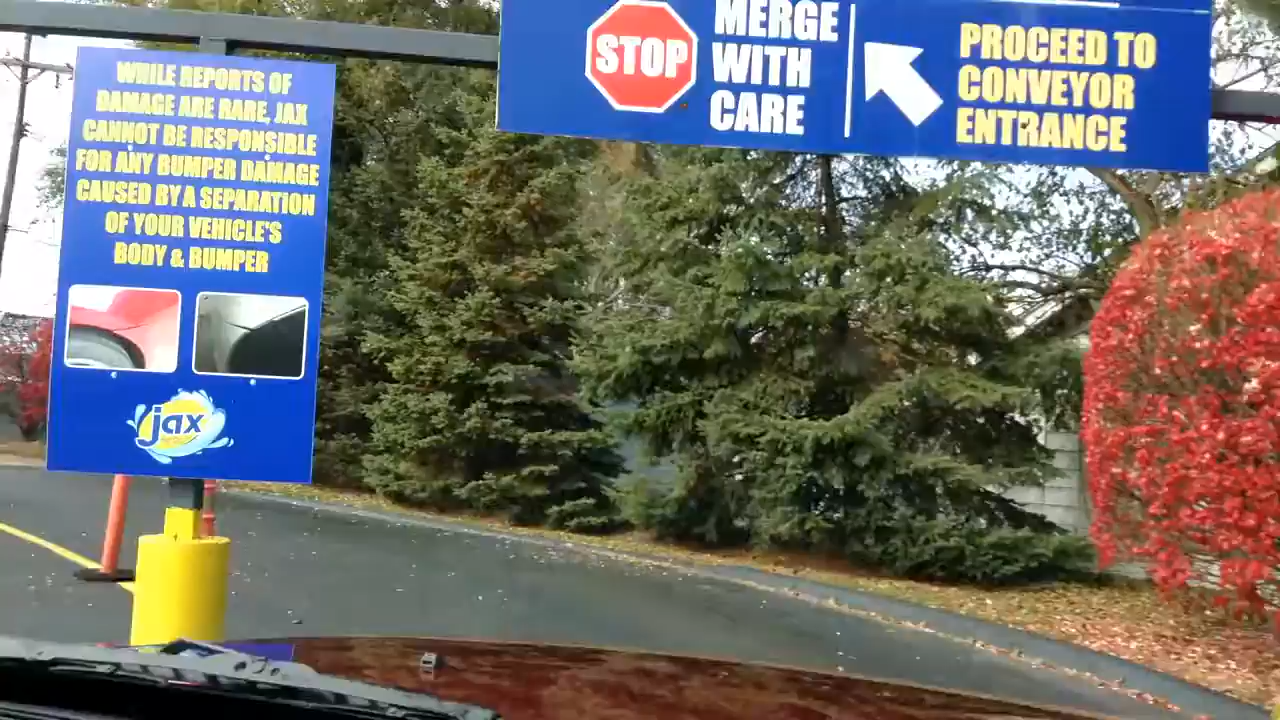 WHILE REPORTS OF
DAMAGE ARE RARE, JAX
CANNOT BE RESPONSIBLE
FOR ANY BUMPER DAMAGE
CAUSED BY A SEPARATION
OF YOUR VEHICLE'S
BODY & BUMPER
jax
STOP
MERGE
WITH
CARE
PROCEED TO
CONVEYOR
ENTRANCE